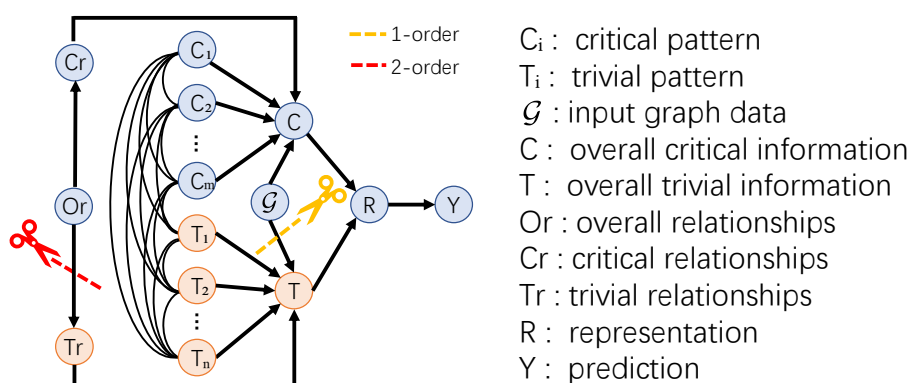 1-order
2-order
Cr
C₁
C₂
⋮
Cₘ
C
Or
𝒢
R
Y
T₁
T₂
⋮
Tₙ
T
Tr
Cᵢ : critical pattern
Tᵢ : trivial pattern
𝒢 : input graph data
C : overall critical information
T : overall trivial information
Or : overall relationships
Cr : critical relationships
Tr : trivial relationships
R : representation
Y : prediction